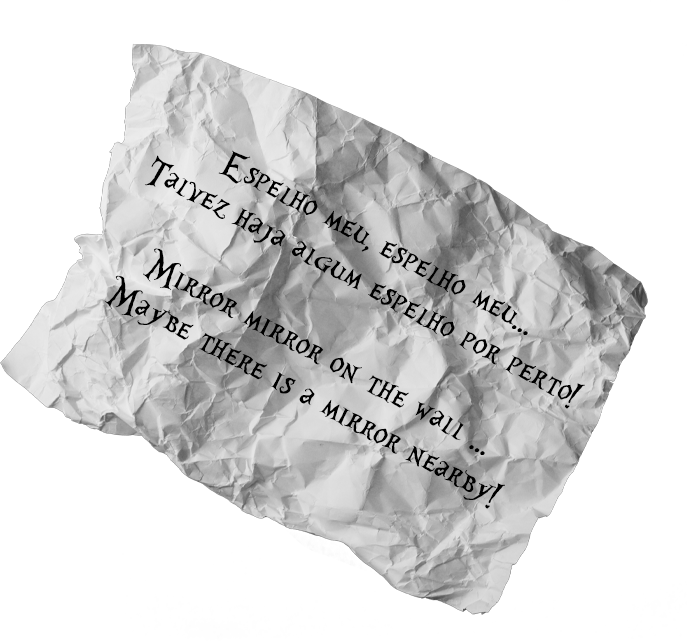 Espelho meu, espelho meu...
Talvez haja algum espelho por perto!
Mirror mirror on the wall ...
Maybe there is a mirror nearby!